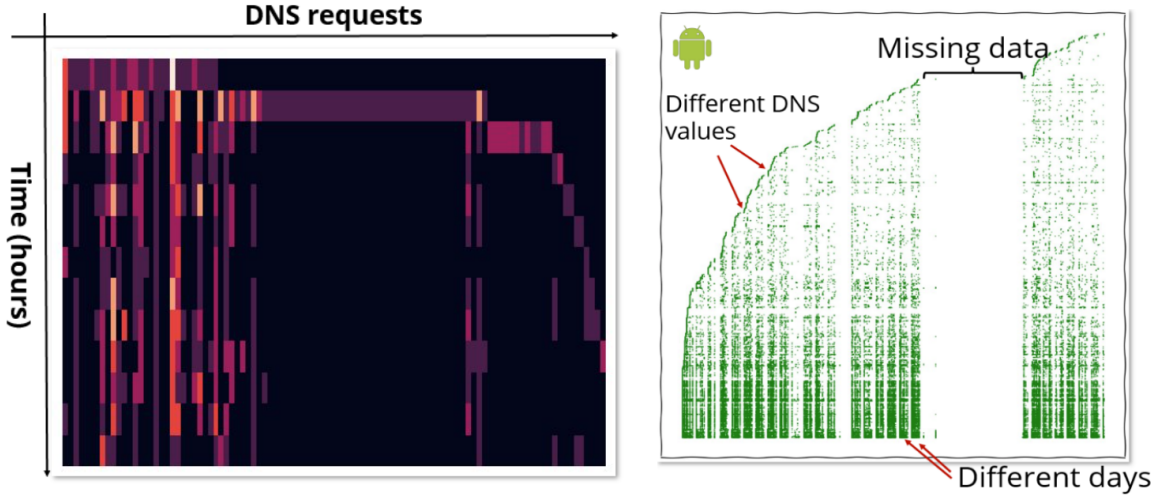 DNS requests
Time (hours)
Missing data
Different DNS
values
Different days